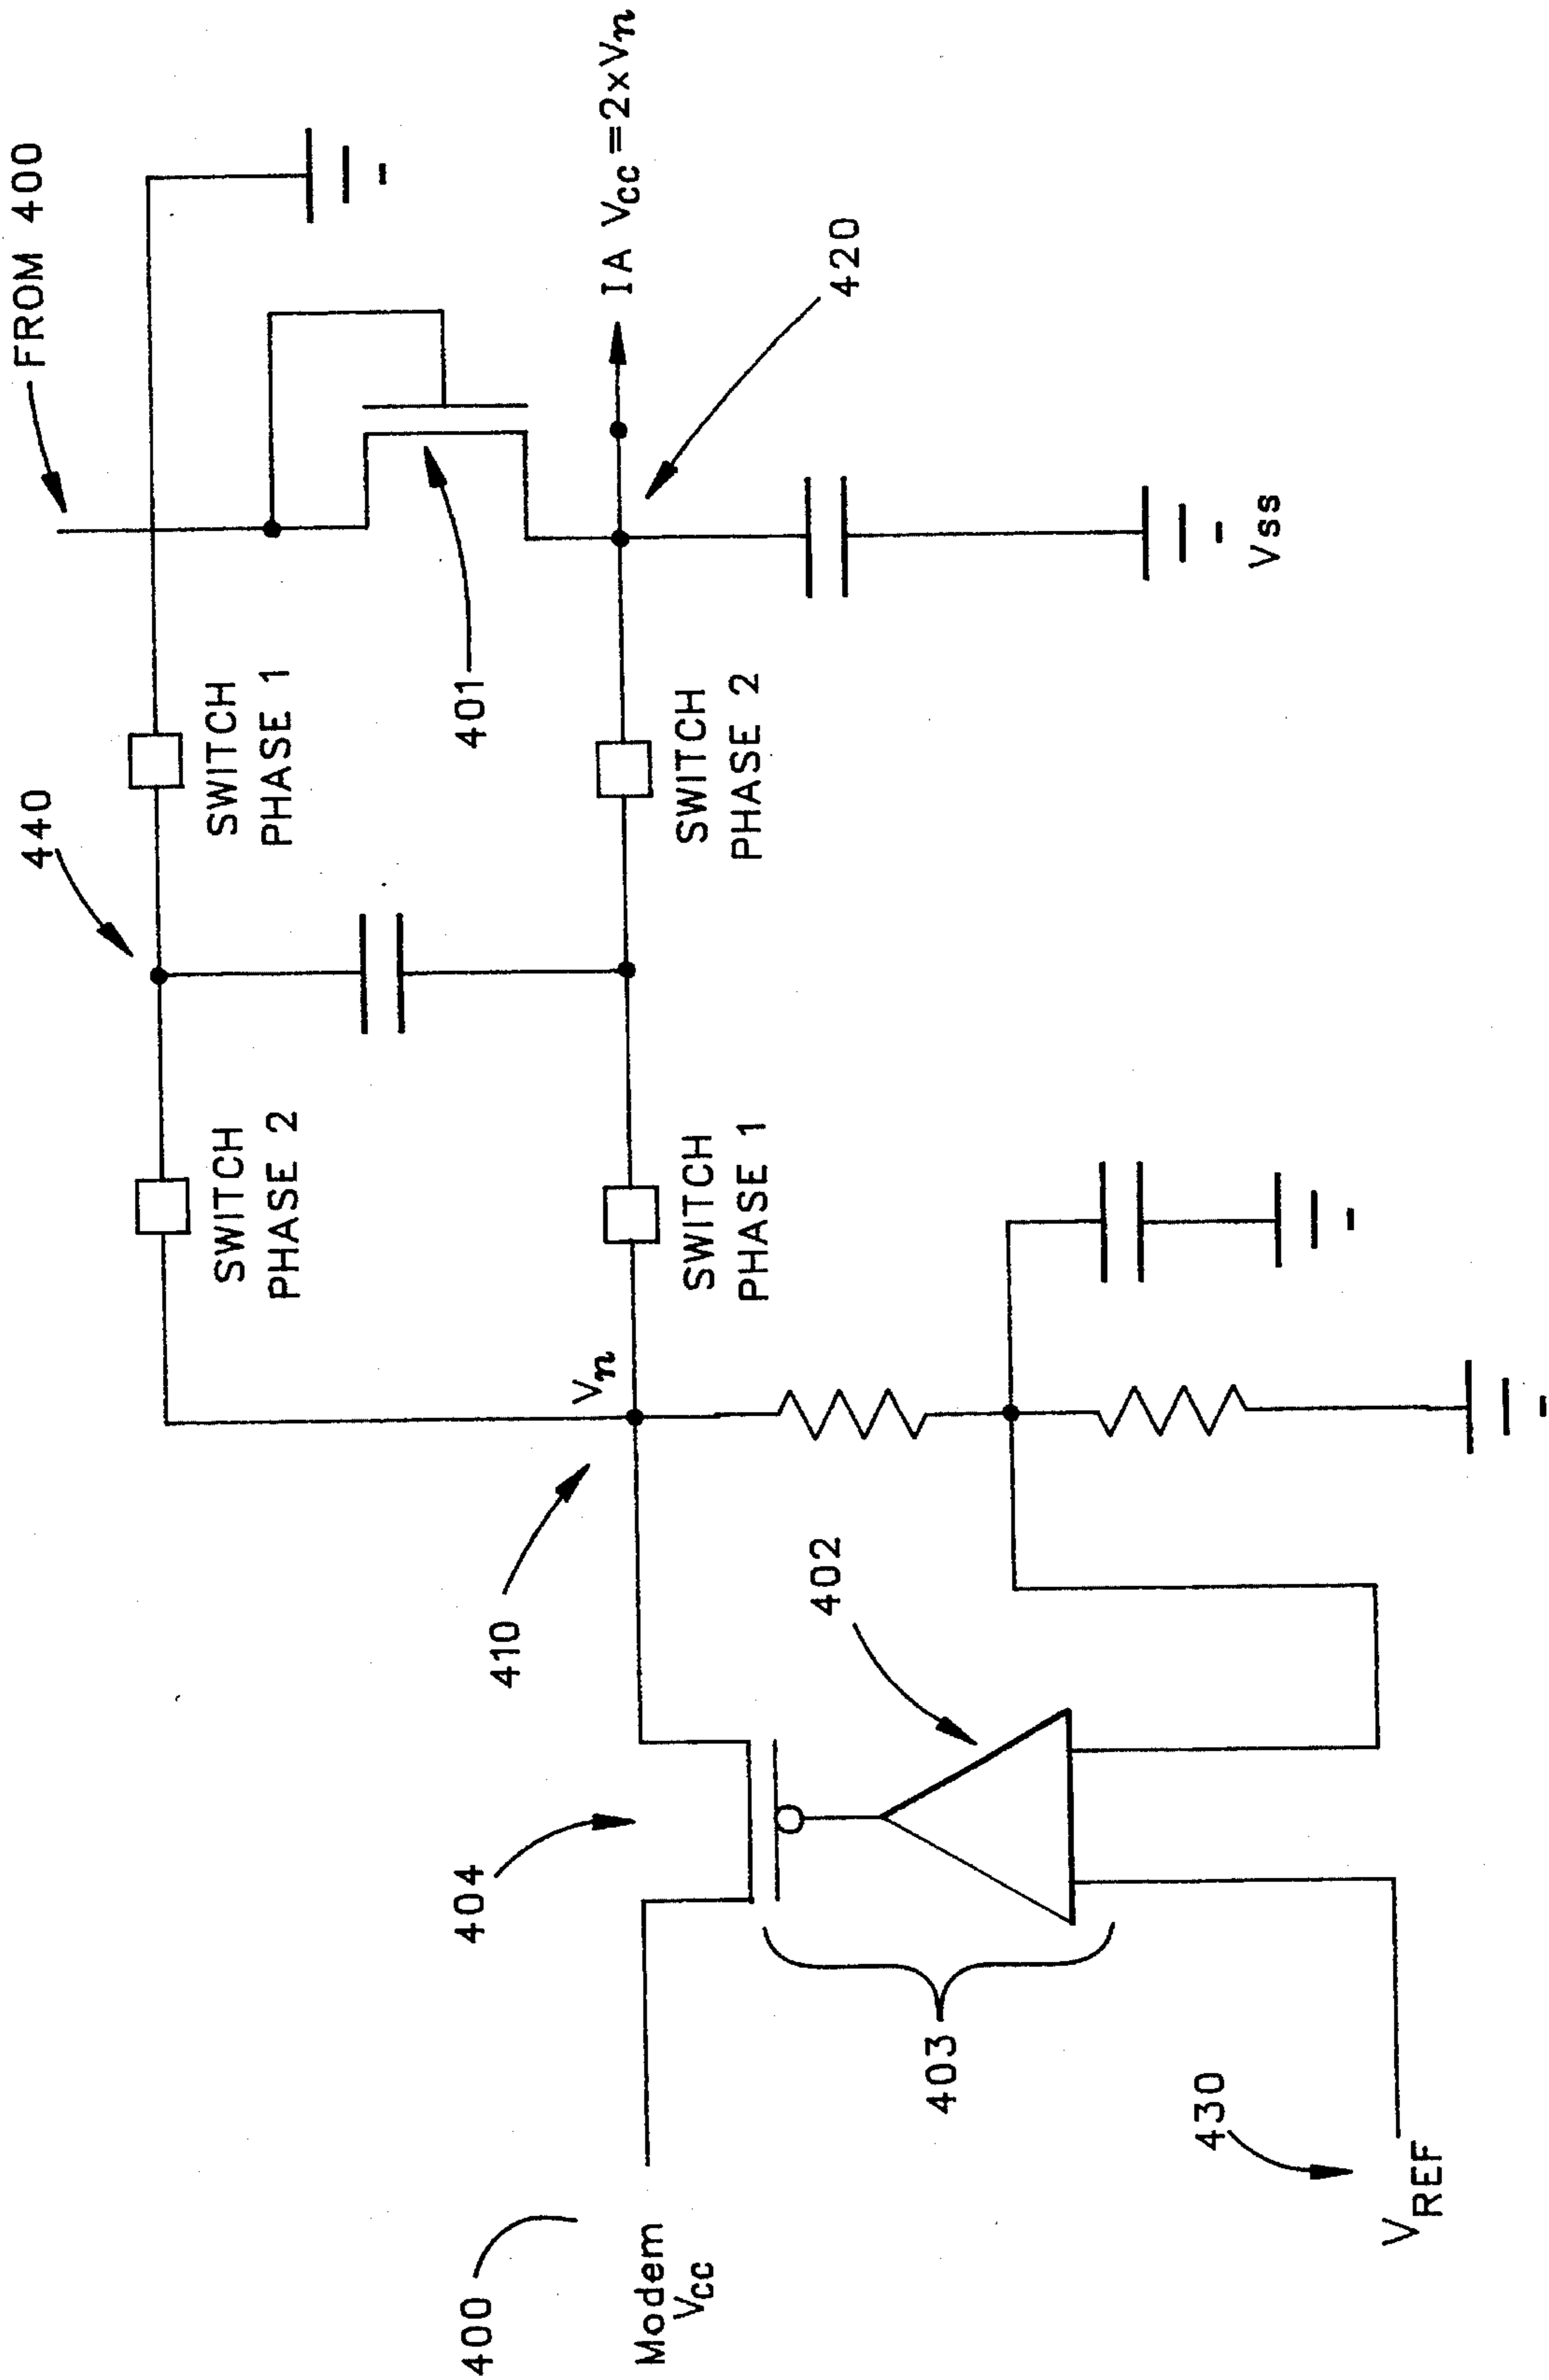 FROM 400
440
SWITCH
PHASE 2
SWITCH
PHASE 1
401
IA Vcc=2xVn
420
Vn
SWITCH
PHASE 1
SWITCH
PHASE 2
410
404
402
400
Modem
Vcc
403
Vss
430
VREF